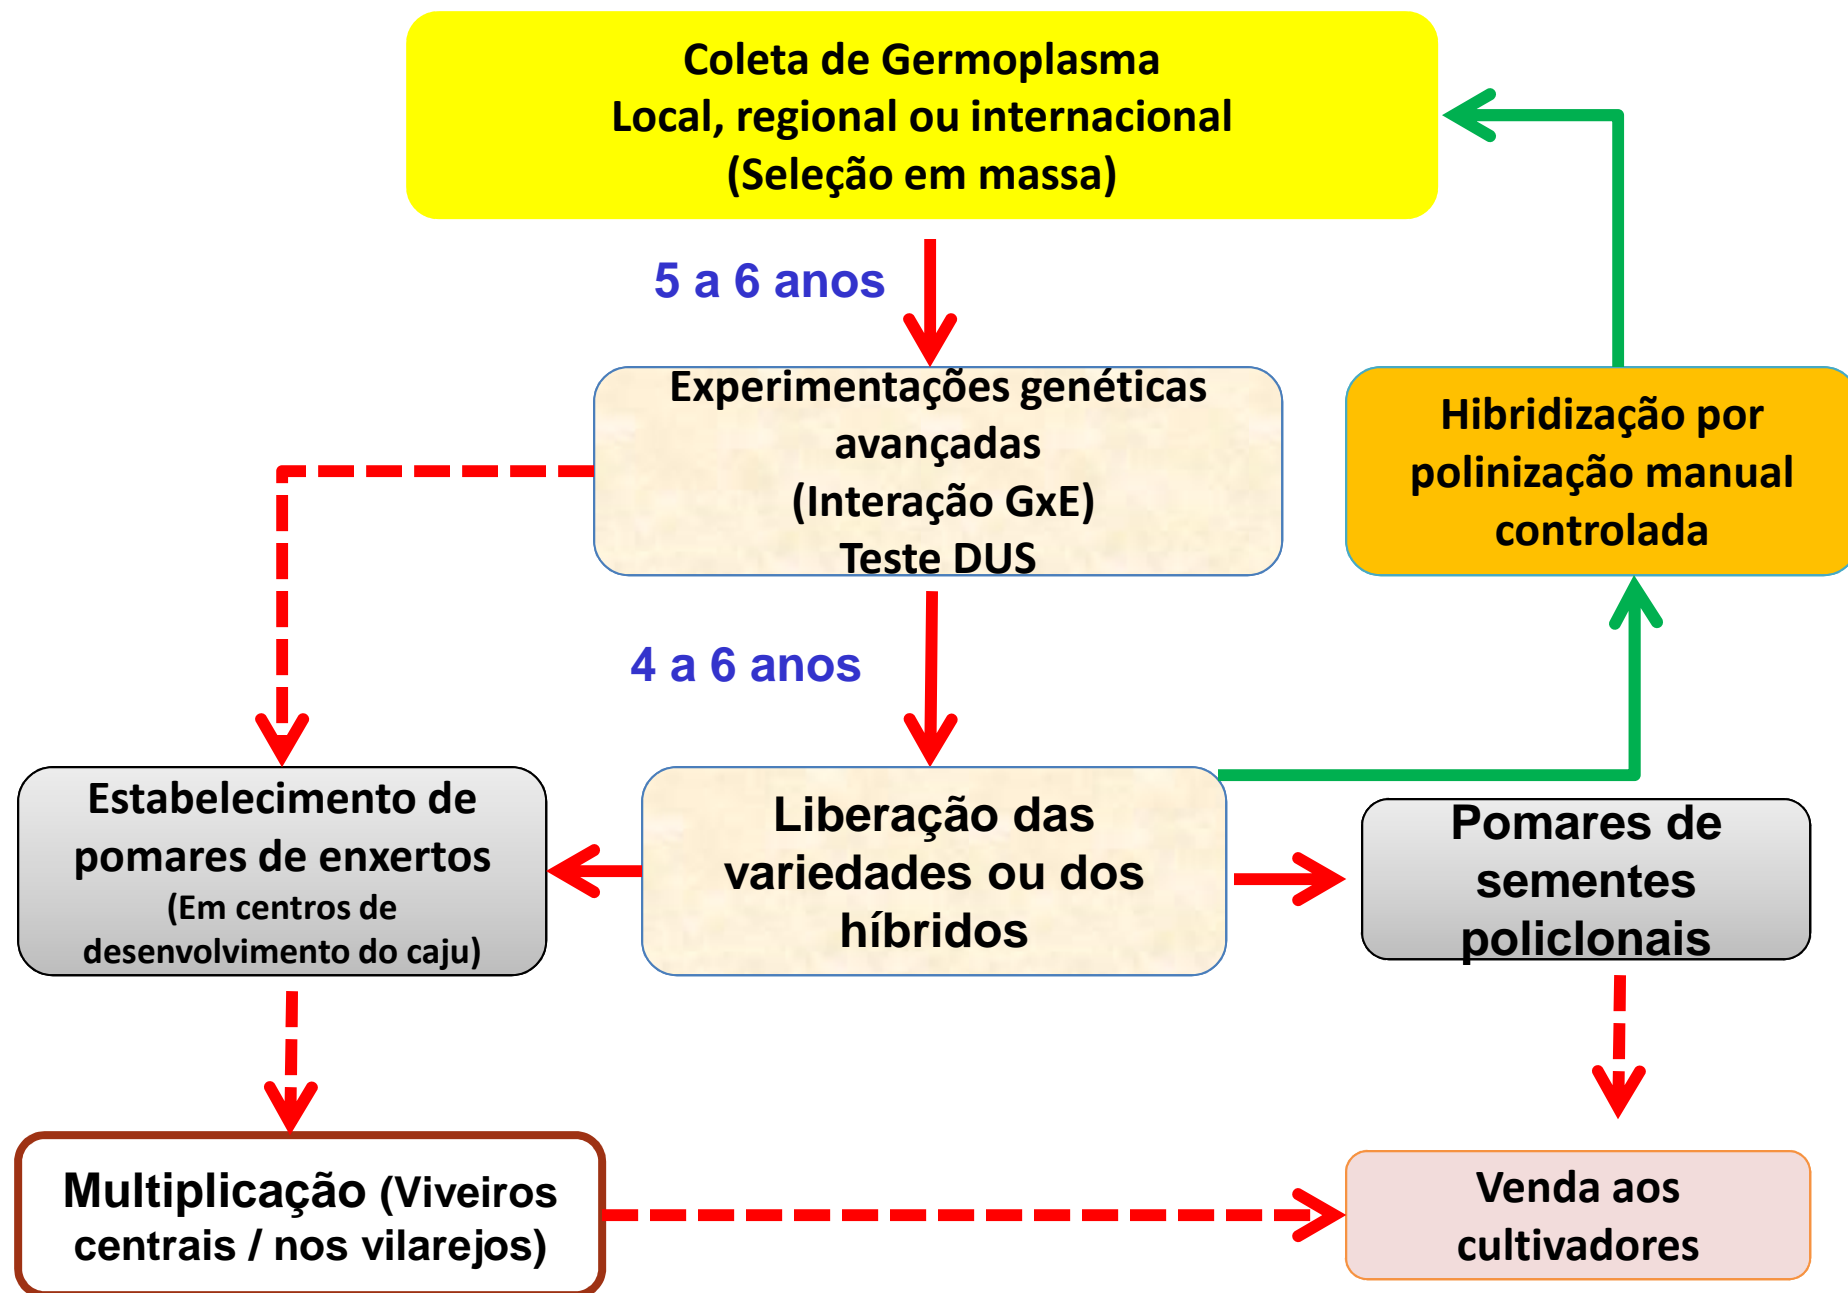 Coleta de Germoplasma
Local, regional ou internacional
(Seleção em massa)
5 a 6 anos
Experimentações genéticas
avançadas
(Interação GxE)
Teste DUS
Hibridização por
polinização manual
controlada
4 a 6 anos
Estabelecimento de
pomares de enxertos
(Em centros de
desenvolvimento do caju)
Liberação das
variedades ou dos
híbridos
Pomares de
sementes
policlonais
Multiplicação (Viveiros
centrais / nos vilarejos)
Venda aos
cultivadores